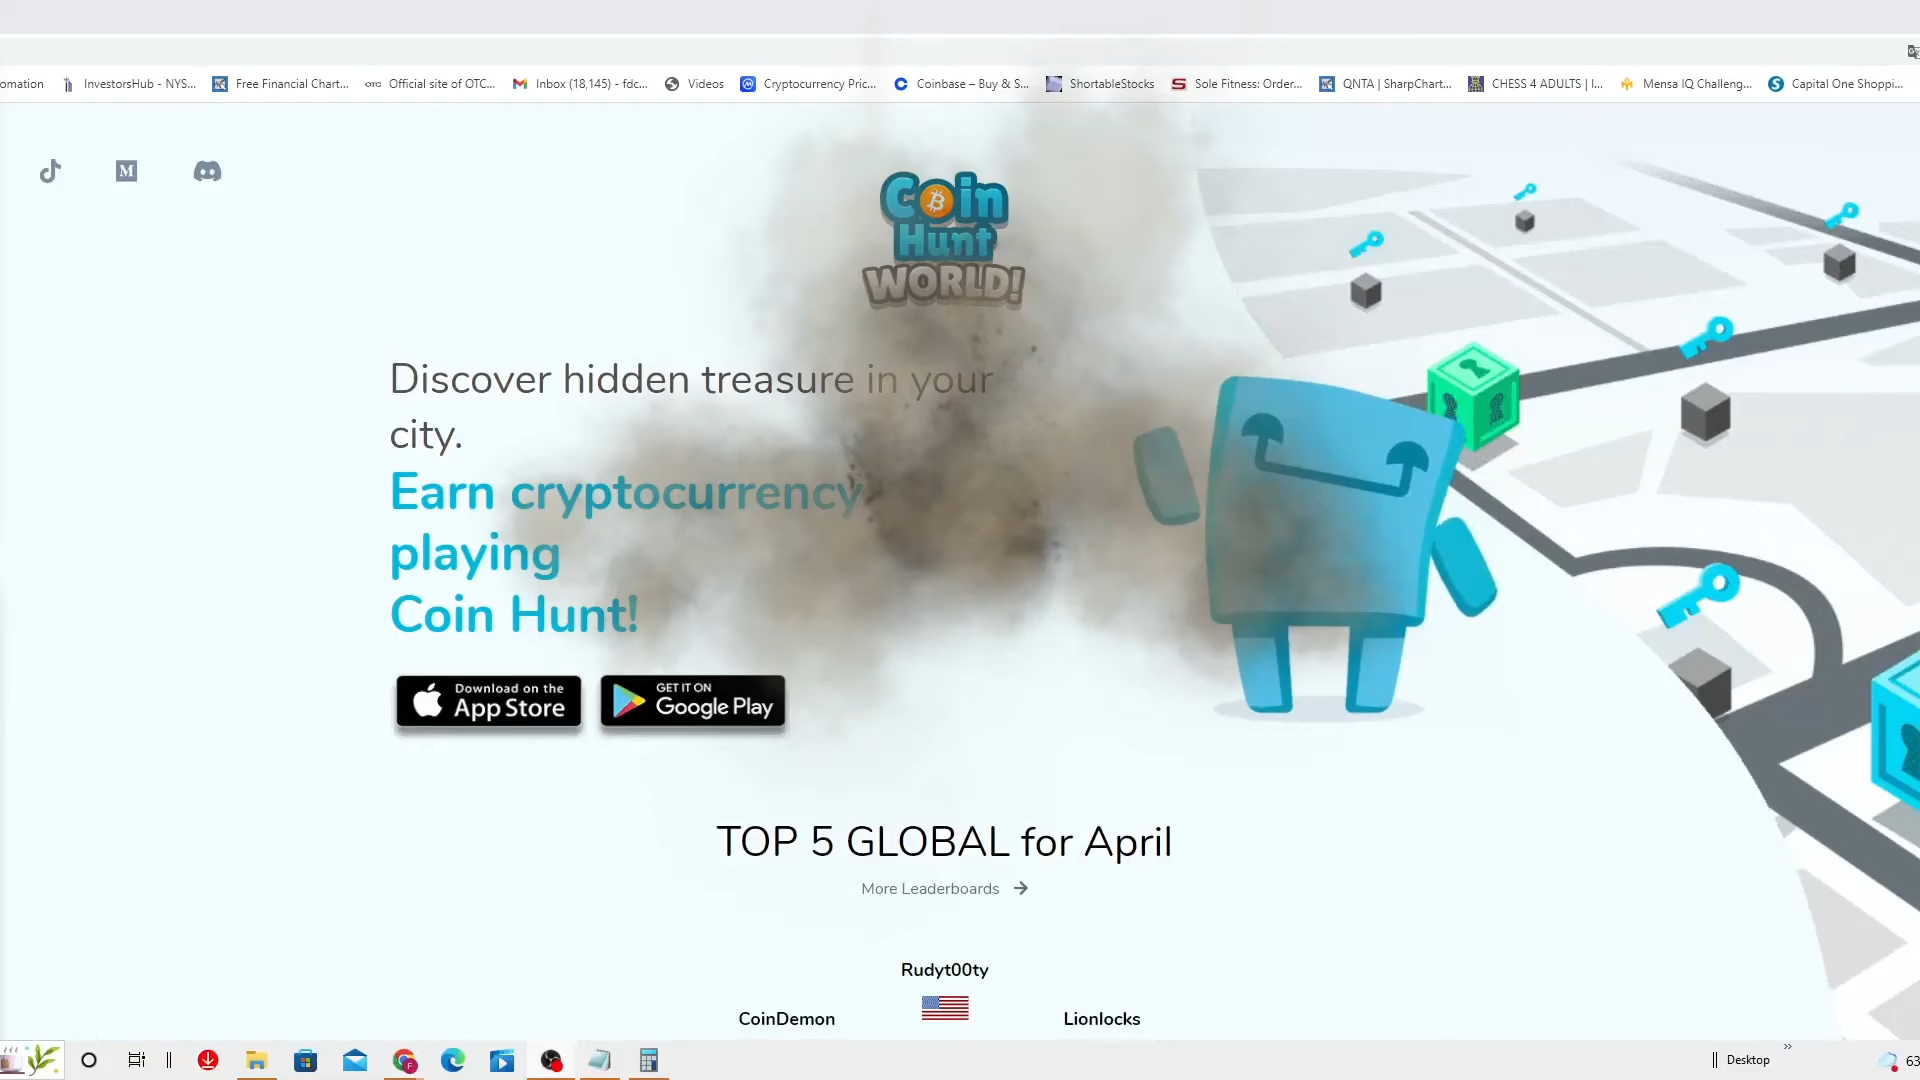 omation InvestorsHub - NYS... Free Financial Chart... OTC Official site of OTC... Inbox (18,145) - fdc... Videos Cryptocurrency Pric... Coinbase – Buy & S... ShortableStocks Sole Fitness: Order... QNTA | SharpChart... CHESS 4 ADULTS | I... Mensa IQ Challeng... Capital One Shoppi...
M
Coin
Hunt
WORLD!
Discover hidden treasure in your
city.
Earn cryptocurrency
playing
Coin Hunt!
Download on the
App Store
GET IT ON
Google Play
TOP 5 GLOBAL for April
More Leaderboards
Rudyt00ty
CoinDemon
Lionlocks
Desktop
63